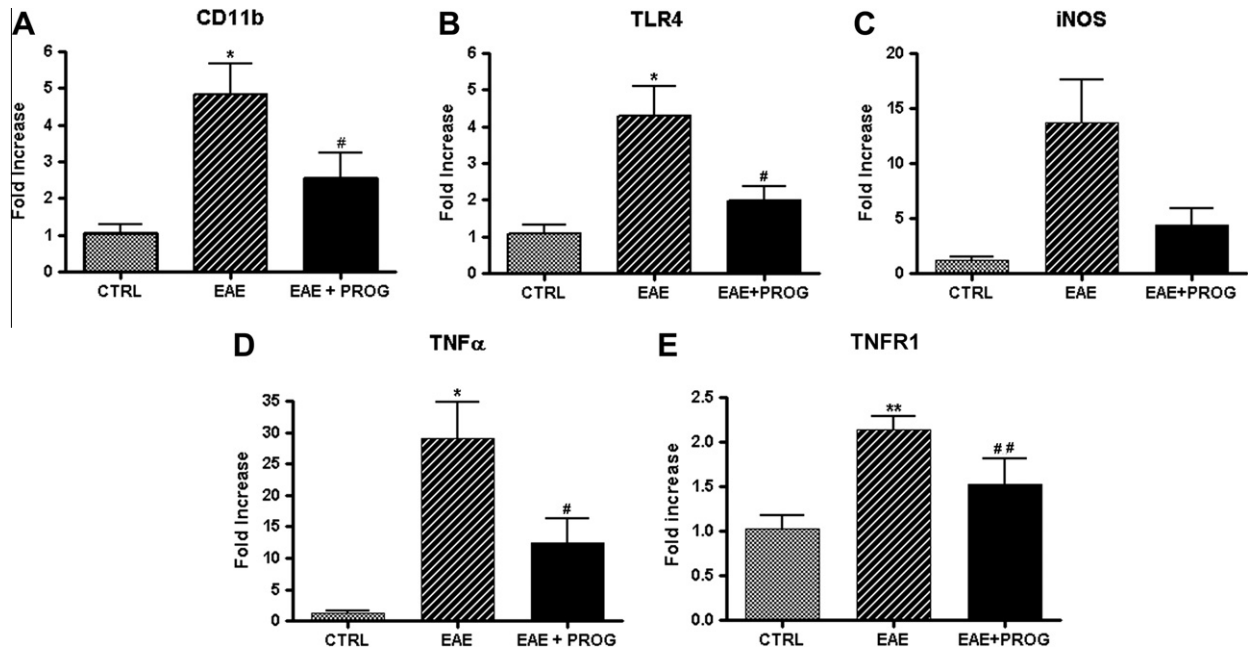 A
CD11b
Fold Increase
6
5
4
3
2
1
0
*
#
CTRL
EAE
EAE + PROG
B
TLR4
Fold Increase
6
5
4
3
2
1
0
*
#
CTRL
EAE
EAE+PROG
C
iNOS
Fold Increase
20
15
10
5
0
CTRL
EAE
EAE+PROG
D
TNFα
Fold Increase
35
30
25
20
15
10
5
0
*
#
CTRL
EAE
EAE + PROG
E
TNFR1
Fold increase
2.5
2.0
1.5
1.0
0.5
0.0
**
# #
CTRL
EAE
EAE+PROG